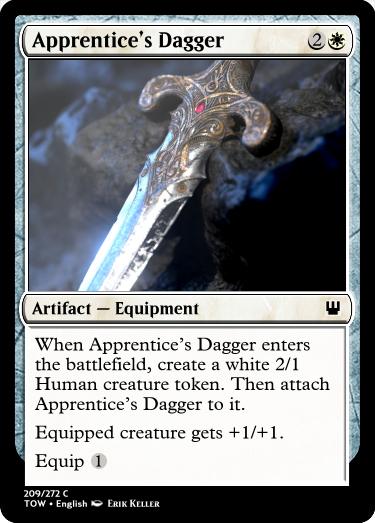 Apprentice's Dagger 2
Artifact — Equipment
When Apprentice's Dagger enters
the battlefield, create a white 2/1
Human creature token. Then attach
Apprentice's Dagger to it.
Equipped creature gets +1/+1.
Equip 1
209/272 C
TOW • English Erik Keller